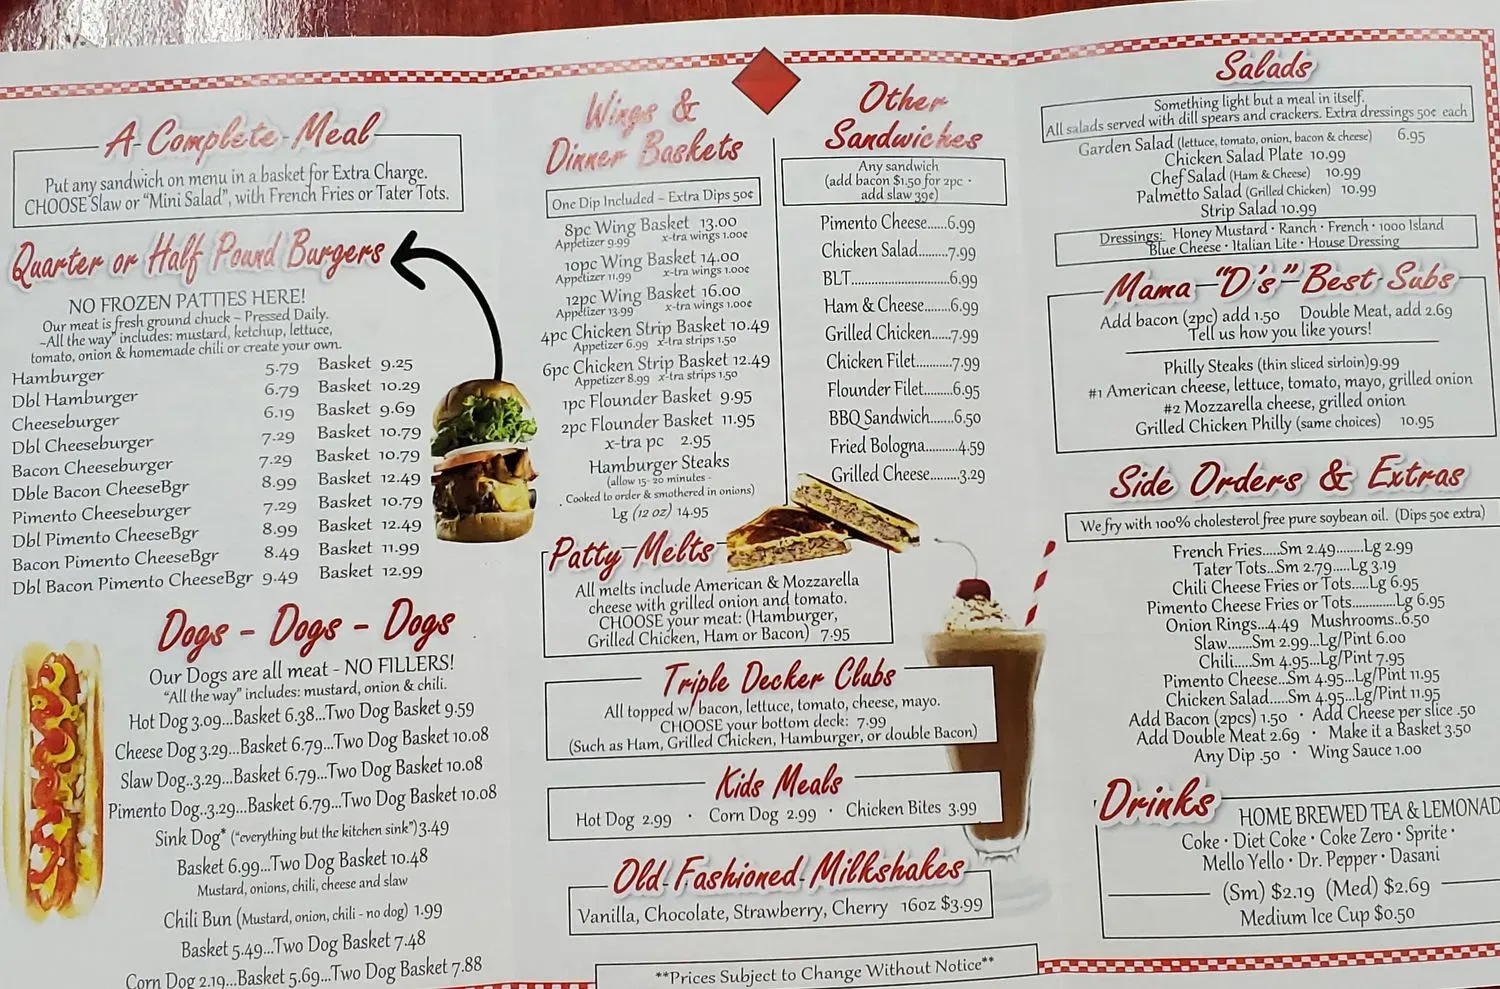 A Complete Meal
Put any sandwich on menu in a basket for Extra Charge.
CHOOSE Slaw or "Mini Salad", with French Fries or Tater Tots.
Quarter or Half Pound Burgers
NO FROZEN PATTIES HERE!
Our meat is fresh ground chuck ~ Pressed Daily.
~All the way" includes: mustard, ketchup, lettuce,
tomato, onion & homemade chili or create your own.
Hamburger 5.79 Basket 9.25
Dbl Hamburger 6.79 Basket 10.29
Cheeseburger 6.19 Basket 9.69
Dbl Cheeseburger 7.29 Basket 10.79
Bacon Cheeseburger 7.29 Basket 10.79
Dble Bacon CheeseBgr 8.99 Basket 12.49
Pimento Cheeseburger 7.29 Basket 10.79
Dbl Pimento CheeseBgr 8.99 Basket 12.49
Bacon Pimento CheeseBgr 8.49 Basket 11.99
Dbl Bacon Pimento CheeseBgr 9.49 Basket 12.99
Dogs - Dogs - Dogs
Our Dogs are all meat - NO FILLERS!
"All the way" includes: mustard, onion & chili.
Hot Dog 3.09...Basket 6.38...Two Dog Basket 9.59
Cheese Dog 3.29...Basket 6.79...Two Dog Basket 10.08
Slaw Dog..3.29...Basket 6.79...Two Dog Basket 10.08
Pimento Dog..3.29...Basket 6.79...Two Dog Basket 10.08
Sink Dog* ("everything but the kitchen sink") 3.49
Basket 6.99...Two Dog Basket 10.48
Mustard, onions, chili, cheese and slaw
Chili Bun (Mustard, onion, chili - no dog) 1.99
Basket 5.49...Two Dog Basket 7.48
Corn Dog 2.19...Basket 5.69...Two Dog Basket 7.88
Wings &
Dinner Baskets
One Dip Included ~ Extra Dips 50¢
8pc Wing Basket 13.00
Appetizer 9.99 x-tra wings 1.00¢
10pc Wing Basket 14.00
Appetizer 11.99 x-tra wings 1.00¢
12pc Wing Basket 16.00
Appetizer 13.99 x-tra wings 1.00¢
4pc Chicken Strip Basket 10.49
Appetizer 6.99 x-tra strips 1.50
6pc Chicken Strip Basket 12.49
Appetizer 8.99 x-tra strips 1.50
1pc Flounder Basket 9.95
2pc Flounder Basket 11.95
x-tra pc 2.95
Hamburger Steaks
(allow 15- 20 minutes -
Cooked to order & smothered in onions)
Lg (12 oz) 14.95
Other
Sandwiches
Any sandwich
(add bacon $1.50 for 2pc ·
add slaw 39¢)
Pimento Cheese......6.99
Chicken Salad.........7.99
BLT..............................6.99
Ham & Cheese........6.99
Grilled Chicken......7.99
Chicken Filet...........7.99
Flounder Filet........6.95
BBQ Sandwich.......6.50
Fried Bologna.........4.59
Grilled Cheese........3.29
Patty Melts
All melts include American & Mozzarella
cheese with grilled onion and tomato.
CHOOSE your meat: (Hamburger,
Grilled Chicken, Ham or Bacon) 7.95
Triple Decker Clubs
All topped w/ bacon, lettuce, tomato, cheese, mayo.
CHOOSE your bottom deck: 7.99
(Such as Ham, Grilled Chicken, Hamburger, or double Bacon)
Kids Meals
Hot Dog 2.99 · Corn Dog 2.99 · Chicken Bites 3.99
Old Fashioned Milkshakes
Vanilla, Chocolate, Strawberry, Cherry 16oz $3.99
**Prices Subject to Change Without Notice**
Salads
Something light but a meal in itself.
All salads served with dill spears and crackers. Extra dressings 50¢ each
Garden Salad (lettuce, tomato, onion, bacon & cheese) 6.95
Chicken Salad Plate 10.99
Chef Salad (Ham & Cheese) 10.99
Palmetto Salad (Grilled Chicken) 10.99
Strip Salad 10.99
Dressings: Honey Mustard · Ranch · French · 1000 Island
Blue Cheese · Italian Lite · House Dressing
Mama "D's" Best Subs
Add bacon (2pc) add 1.50 Double Meat, add 2.69
Tell us how you like yours!
Philly Steaks (thin sliced sirloin)9.99
#1 American cheese, lettuce, tomato, mayo, grilled onion
#2 Mozzarella cheese, grilled onion
Grilled Chicken Philly (same choices) 10.95
Side Orders & Extras
We fry with 100% cholesterol free pure soybean oil. (Dips 50¢ extra)
French Fries.....Sm 2.49........Lg 2.99
Tater Tots...Sm 2.79.....Lg 3.19
Chili Cheese Fries or Tots.....Lg 6.95
Pimento Cheese Fries or Tots............Lg 6.95
Onion Rings...4.49 Mushrooms..6.50
Slaw.....Sm 2.99...Lg/Pint 6.00
Chili.....Sm 4.95...Lg/Pint 7.95
Pimento Cheese...Sm 4.95...Lg/Pint 11.95
Chicken Salad.....Sm 4.95...Lg/Pint 11.95
Add Bacon (2pcs) 1.50 · Add Cheese per slice .50
Add Double Meat 2.69 · Make it a Basket 3.50
Any Dip .50 · Wing Sauce 1.00
Drinks
HOME BREWED TEA & LEMONAD
Coke · Diet Coke · Coke Zero · Sprite ·
Mello Yello · Dr. Pepper · Dasani
(Sm) $2.19 (Med) $2.69
Medium Ice Cup $0.50